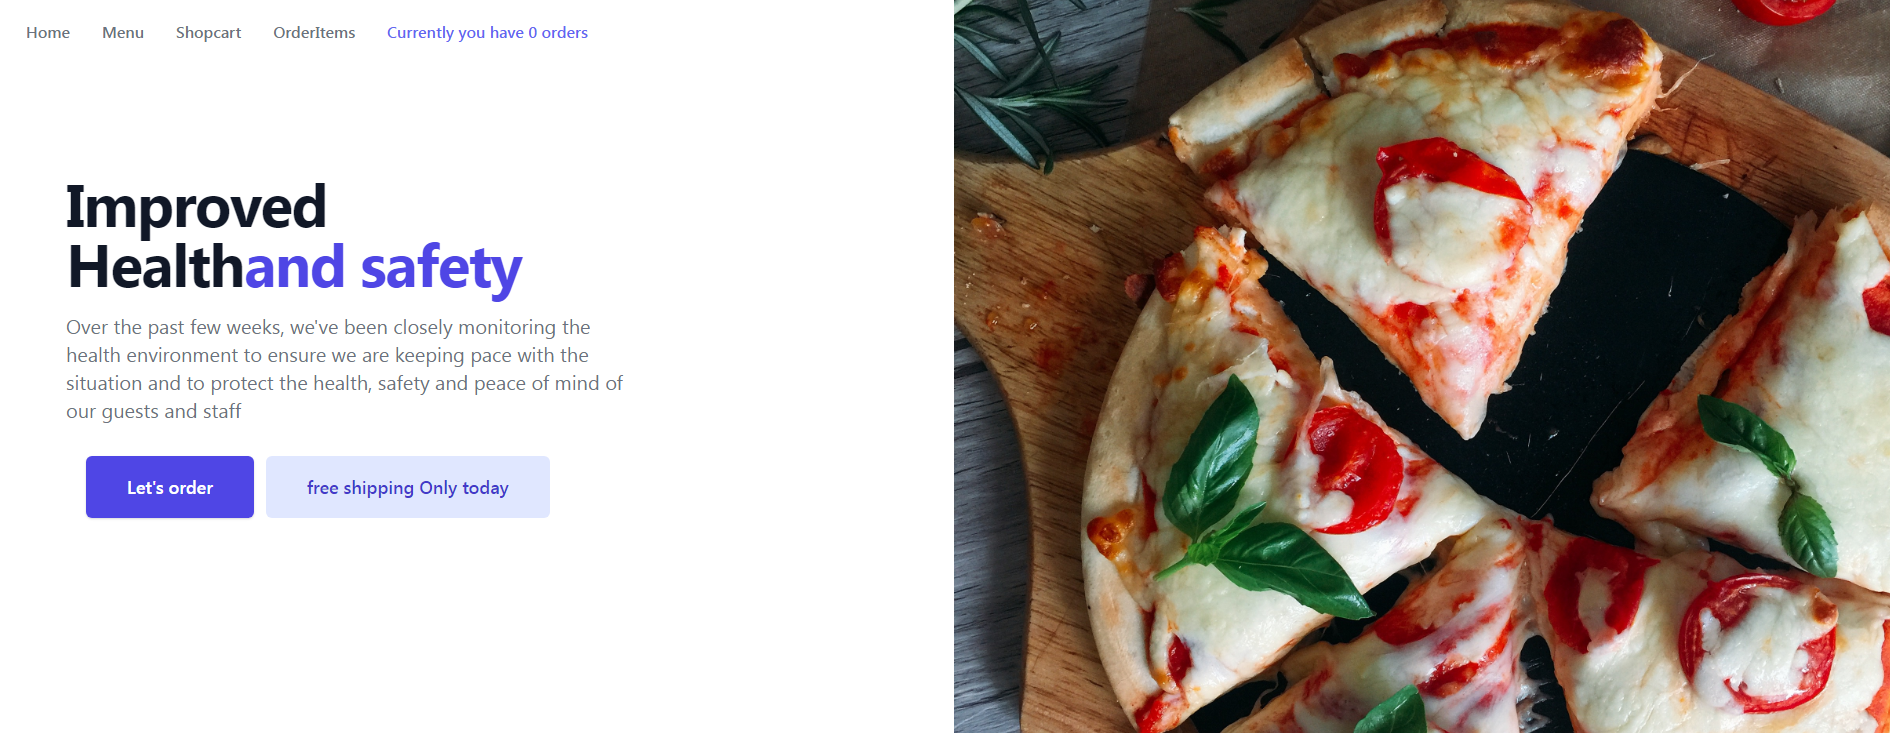 Home Menu Shopcart OrderItems Currently you have 0 orders
Improved
Healthand safety
Over the past few weeks, we've been closely monitoring the
health environment to ensure we are keeping pace with the
situation and to protect the health, safety and peace of mind of
our guests and staff
Let's order free shipping Only today